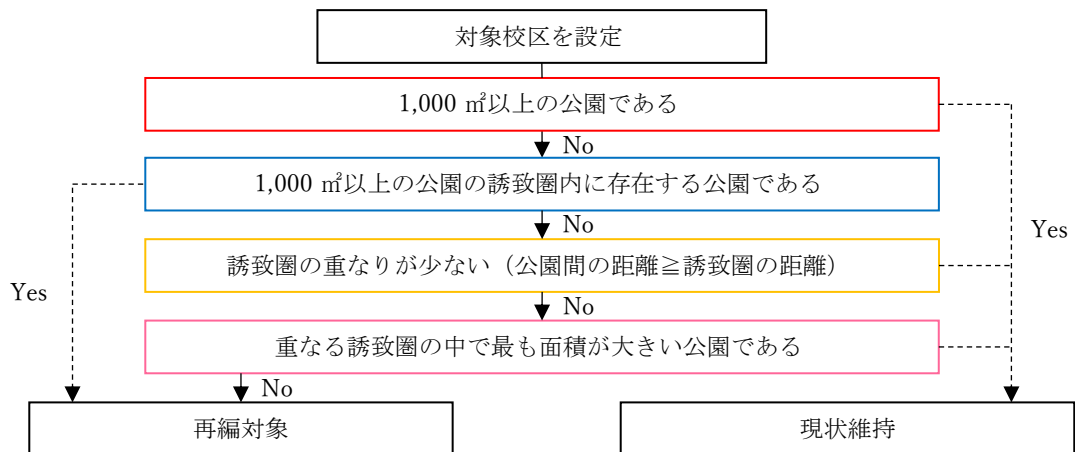 対象校区を設定
1,000 ㎡以上の公園である
No
1,000 ㎡以上の公園の誘致圏内に存在する公園である
No
Yes
誘致圏の重なりが少ない（公園間の距離≧誘致圏の距離）
Yes
No
重なる誘致圏の中で最も面積が大きい公園である
No
再編対象
現状維持